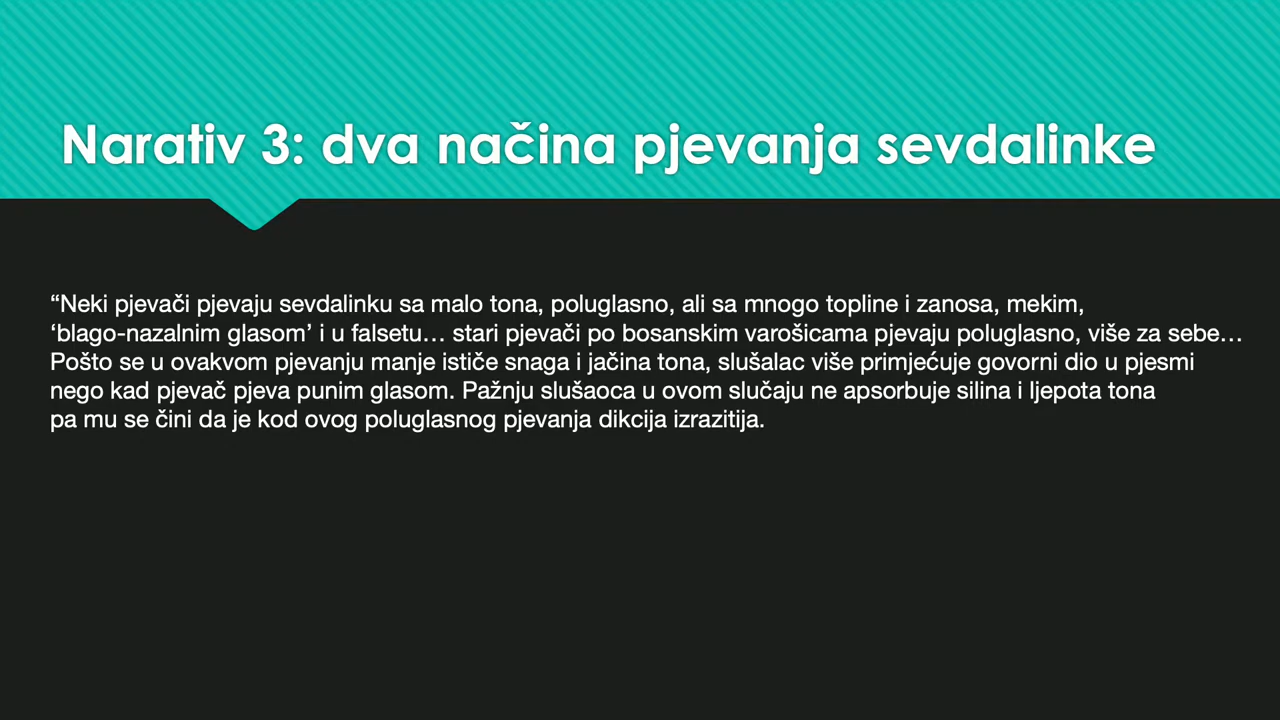 Narativ 3: dva načina pjevanja sevdalinke
“Neki pjevači pjevaju sevdalinku sa malo tona, poluglasno, ali sa mnogo topline i zanosa, mekim,
‘blago-nazalnim glasom’ i u falsetu… stari pjevači po bosanskim varošicama pjevaju poluglasno, više za sebe…
Pošto se u ovakvom pjevanju manje ističe snaga i jačina tona, slušalac više primjećuje govorni dio u pjesmi
nego kad pjevač pjeva punim glasom. Pažnju slušaoca u ovom slučaju ne apsorbuje silina i ljepota tona
pa mu se čini da je kod ovog poluglasnog pjevanja dikcija izrazitija.